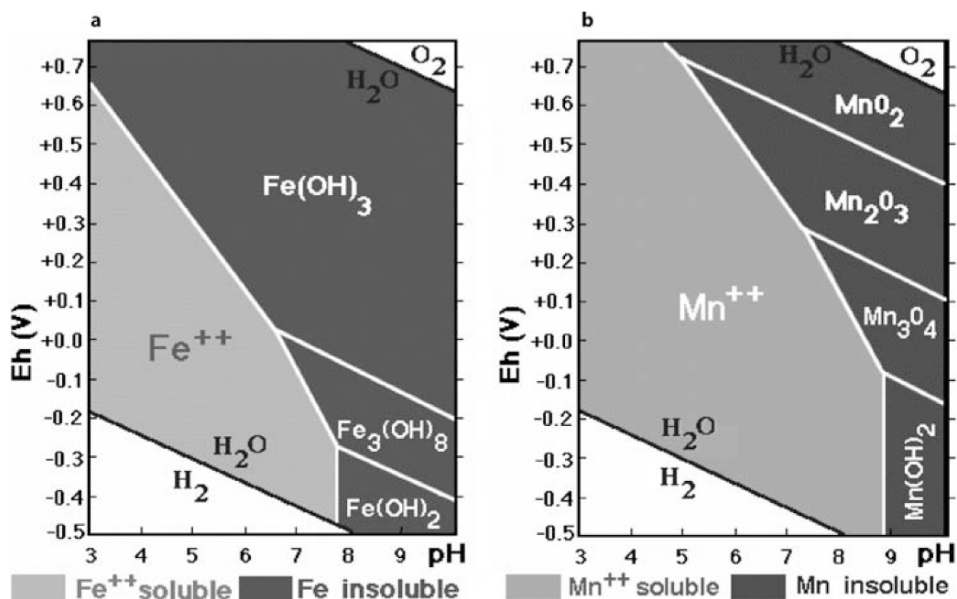 a
b
+0.7
+0.6
+0.5
+0.4
+0.3
+0.2
+0.1
+0.0
-0.1
-0.2
-0.3
-0.4
-0.5
Eh (V)
O₂
H₂O
Fe(OH)₃
Fe⁺⁺
Fe₃(OH)₈
H₂O
H₂
Fe(OH)₂
3 4 5 6 7 8 9 pH
Fe⁺⁺ soluble Fe insoluble
+0.7
+0.6
+0.5
+0.4
+0.3
+0.2
+0.1
+0.0
-0.1
-0.2
-0.3
-0.4
-0.5
Eh (V)
H₂O
O₂
Mn0₂
Mn₂0₃
Mn⁺⁺
Mn₃0₄
H₂O
H₂
Mn(OH)₂
3 4 5 6 7 8 9 pH
Mn⁺⁺ soluble Mn insoluble